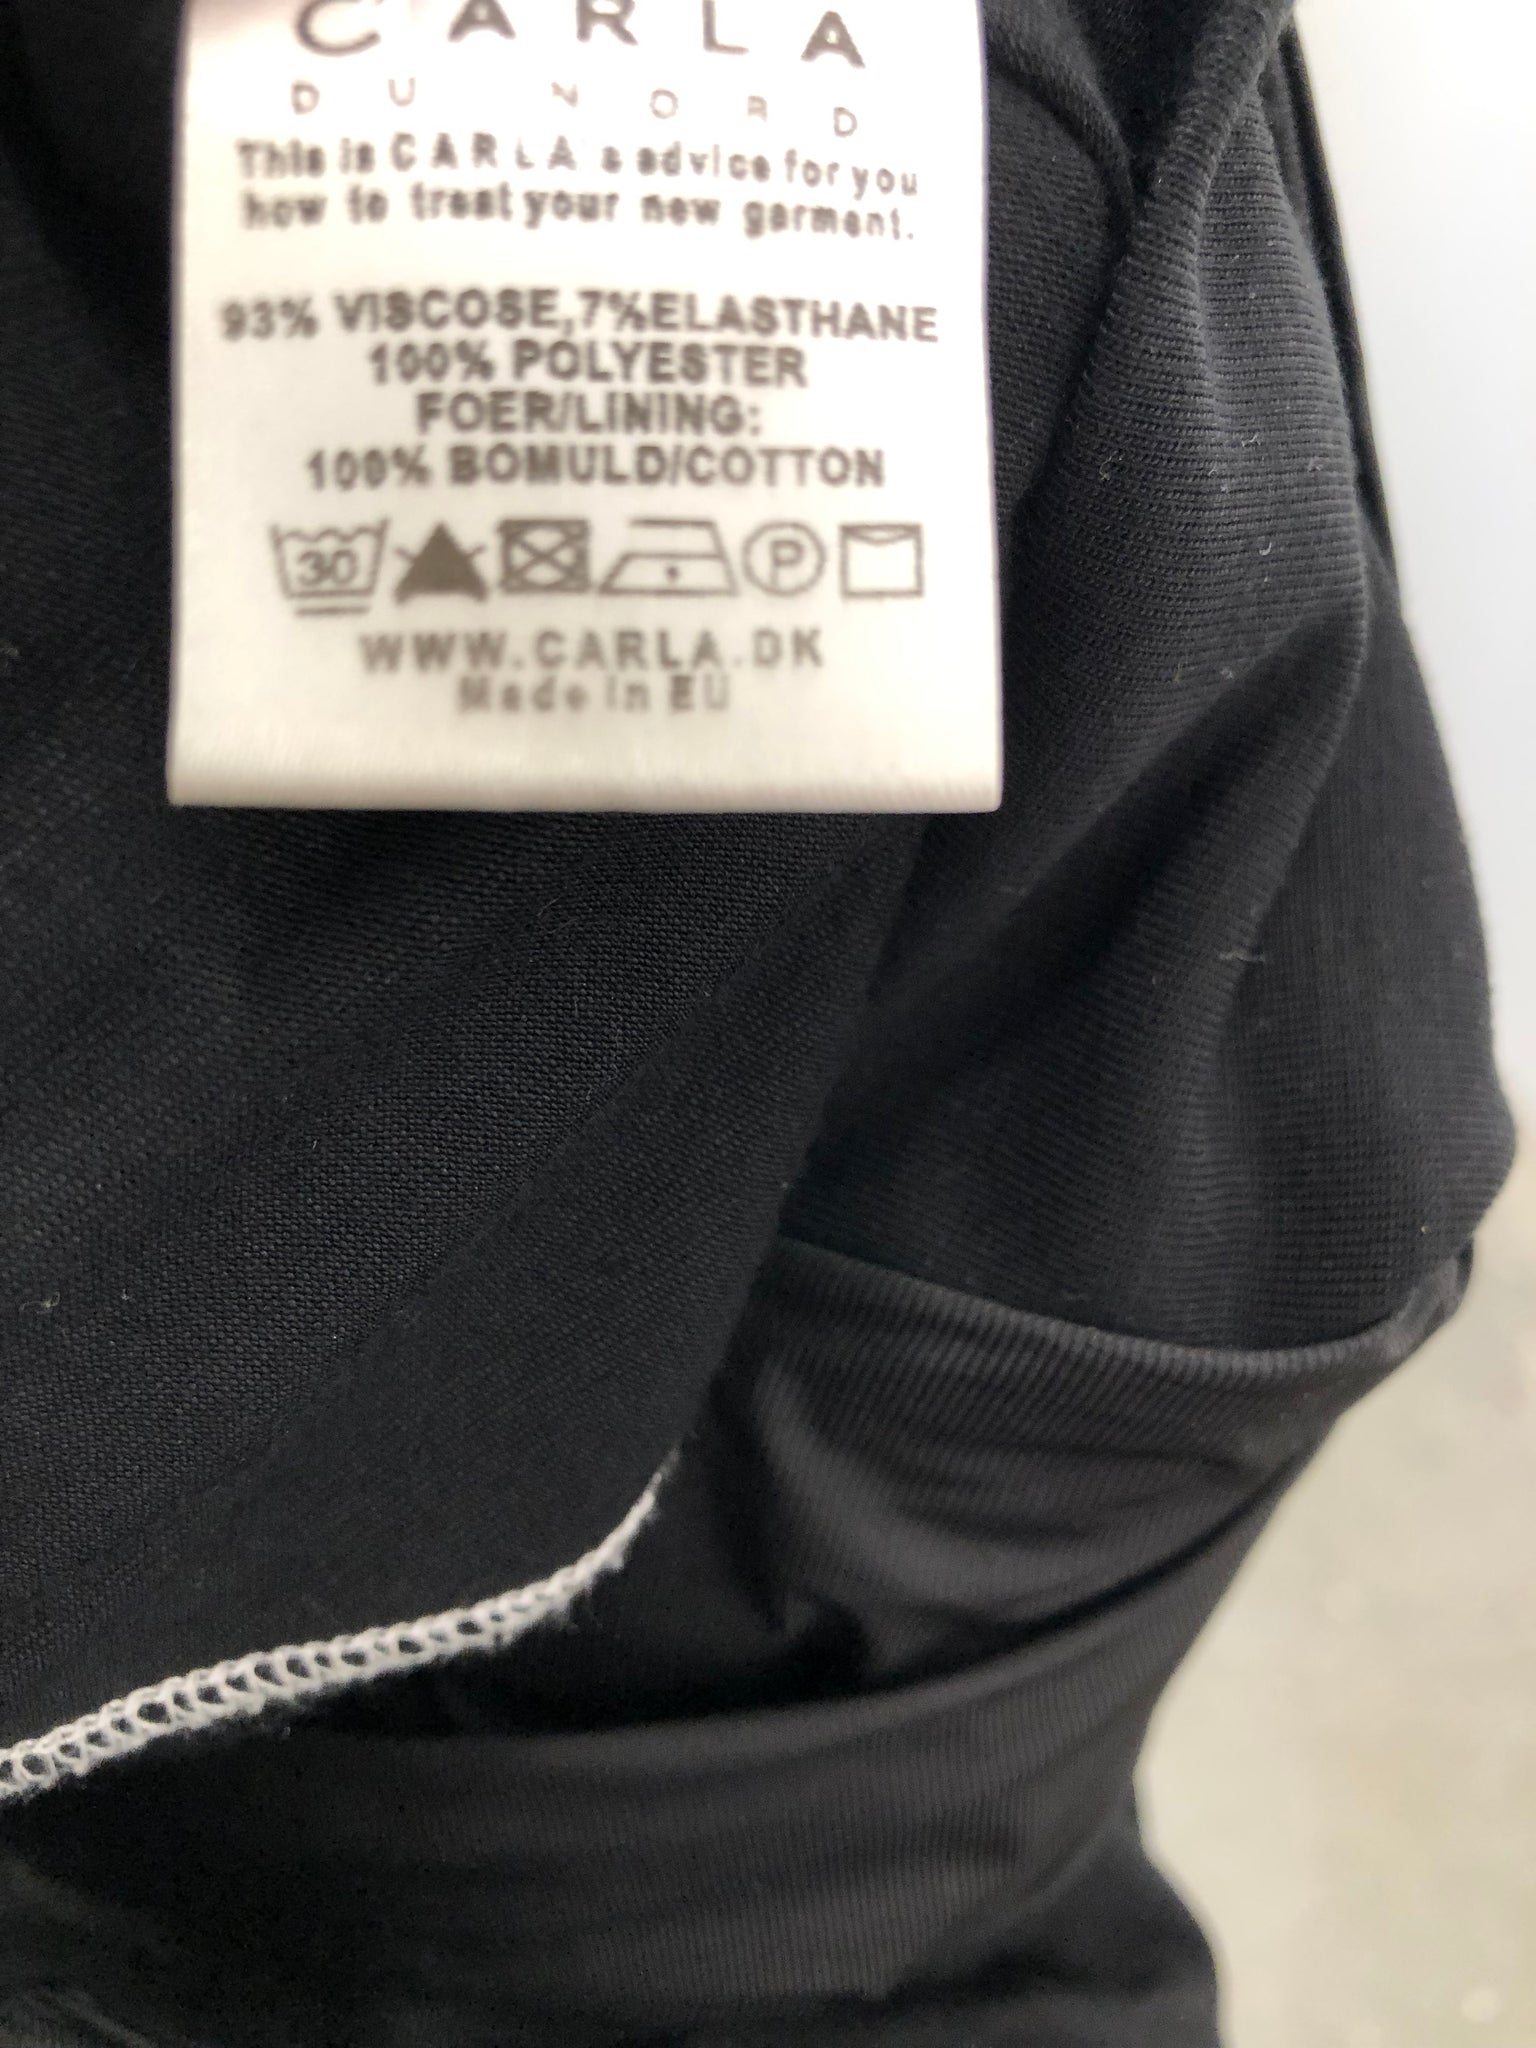 CARLA
DU NORD
This is CARLA s advice for you
how to treat your new garment.
93% VISCOSE,7%ELASTHANE
100% POLYESTER
FOER/LINING:
100% BOMULD/COTTON
30 P
WWW.CARLA.DK
Made in EU